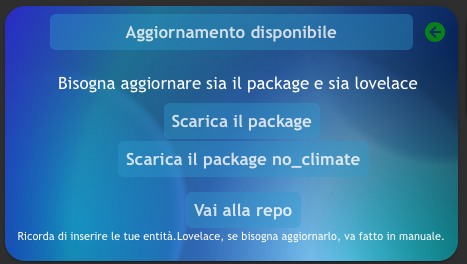 Aggiornamento disponibile
Bisogna aggiornare sia il package e sia lovelace
Scarica il package
Scarica il package no_climate
Vai alla repo
Ricorda di inserire le tue entità.Lovelace, se bisogna aggiornarlo, va fatto in manuale.